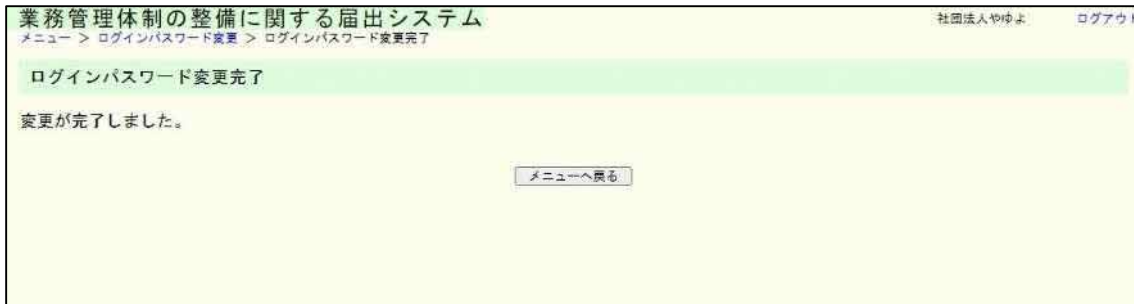 業務管理体制の整備に関する届出システム
社団法人やゆよ ログアウト
メニュー > ログインパスワード変更 > ログインパスワード変更完了
ログインパスワード変更完了
変更が完了しました。
メニューへ戻る